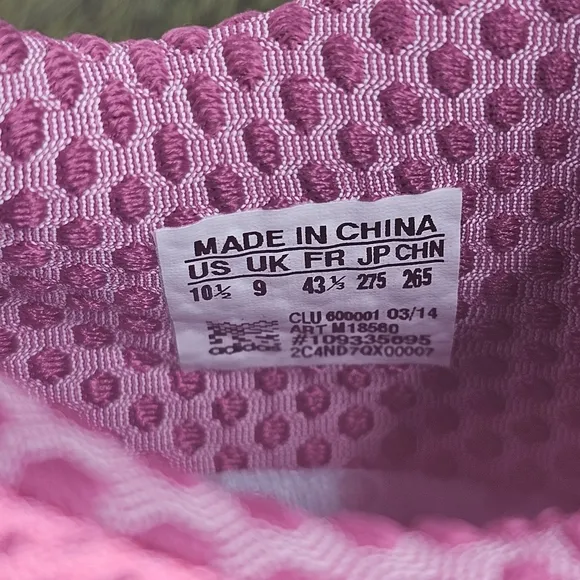 MADE IN CHINA
US UK FR JP CHN
10½ 9 43⅓ 275 265
CLU 600001 03/14
ART M18560
#109335695
2C4ND7QX00007
adidas